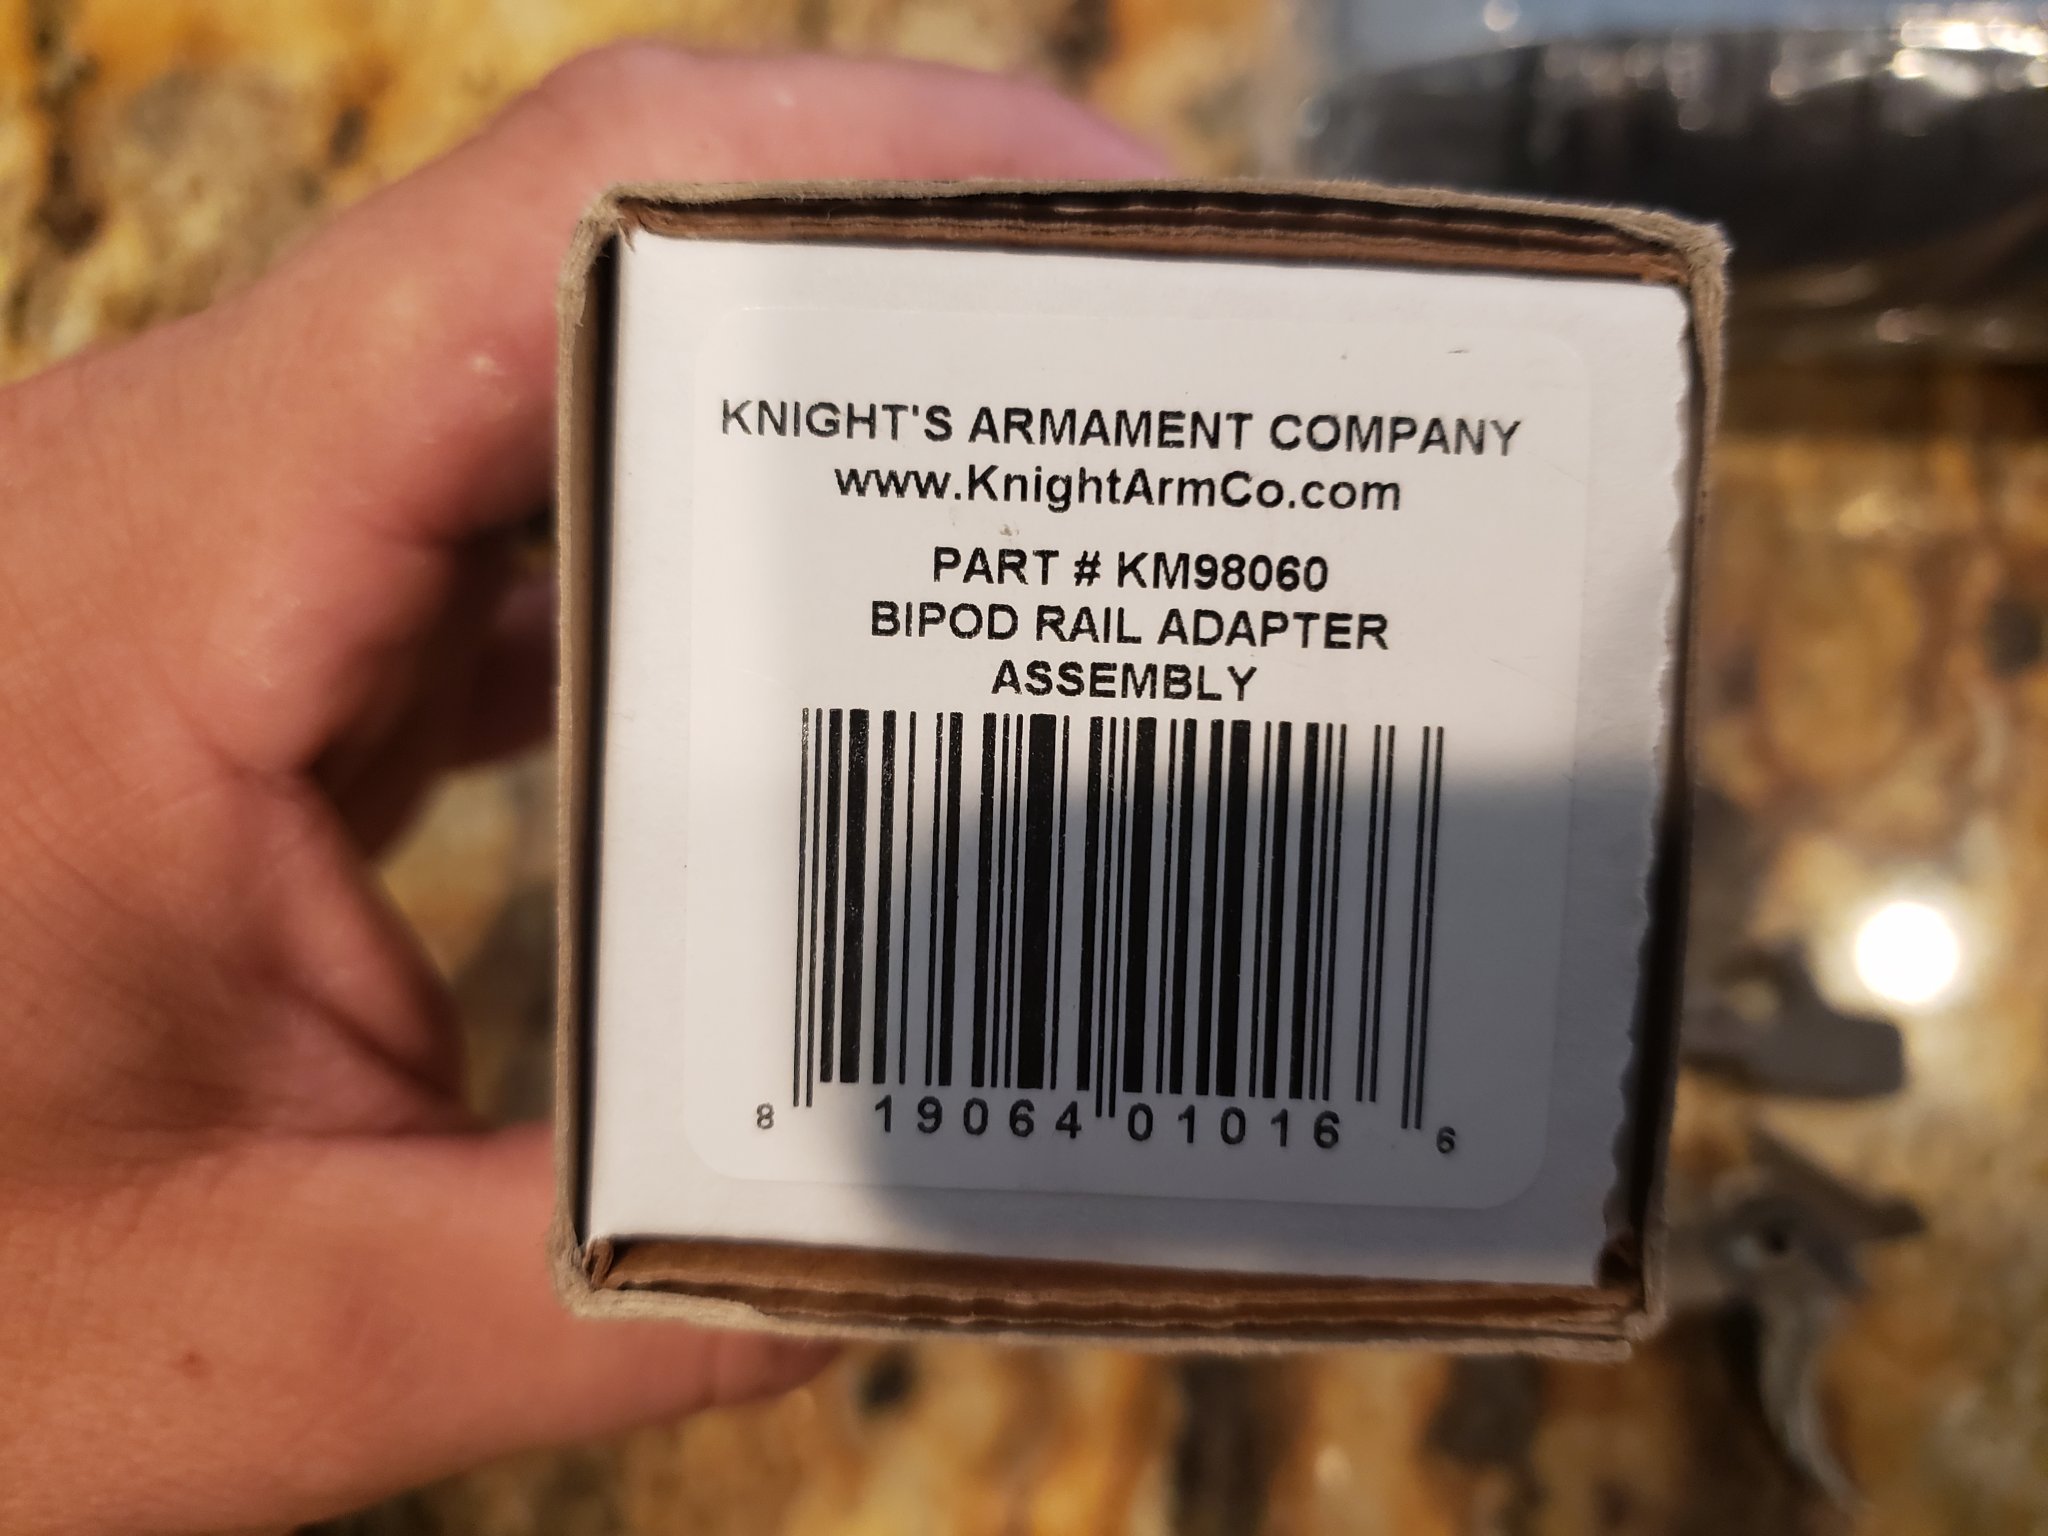 KNIGHT'S ARMAMENT COMPANY
www.KnightArmCo.com
PART # KM98060
BIPOD RAIL ADAPTER
ASSEMBLY
8 19064 01016 6